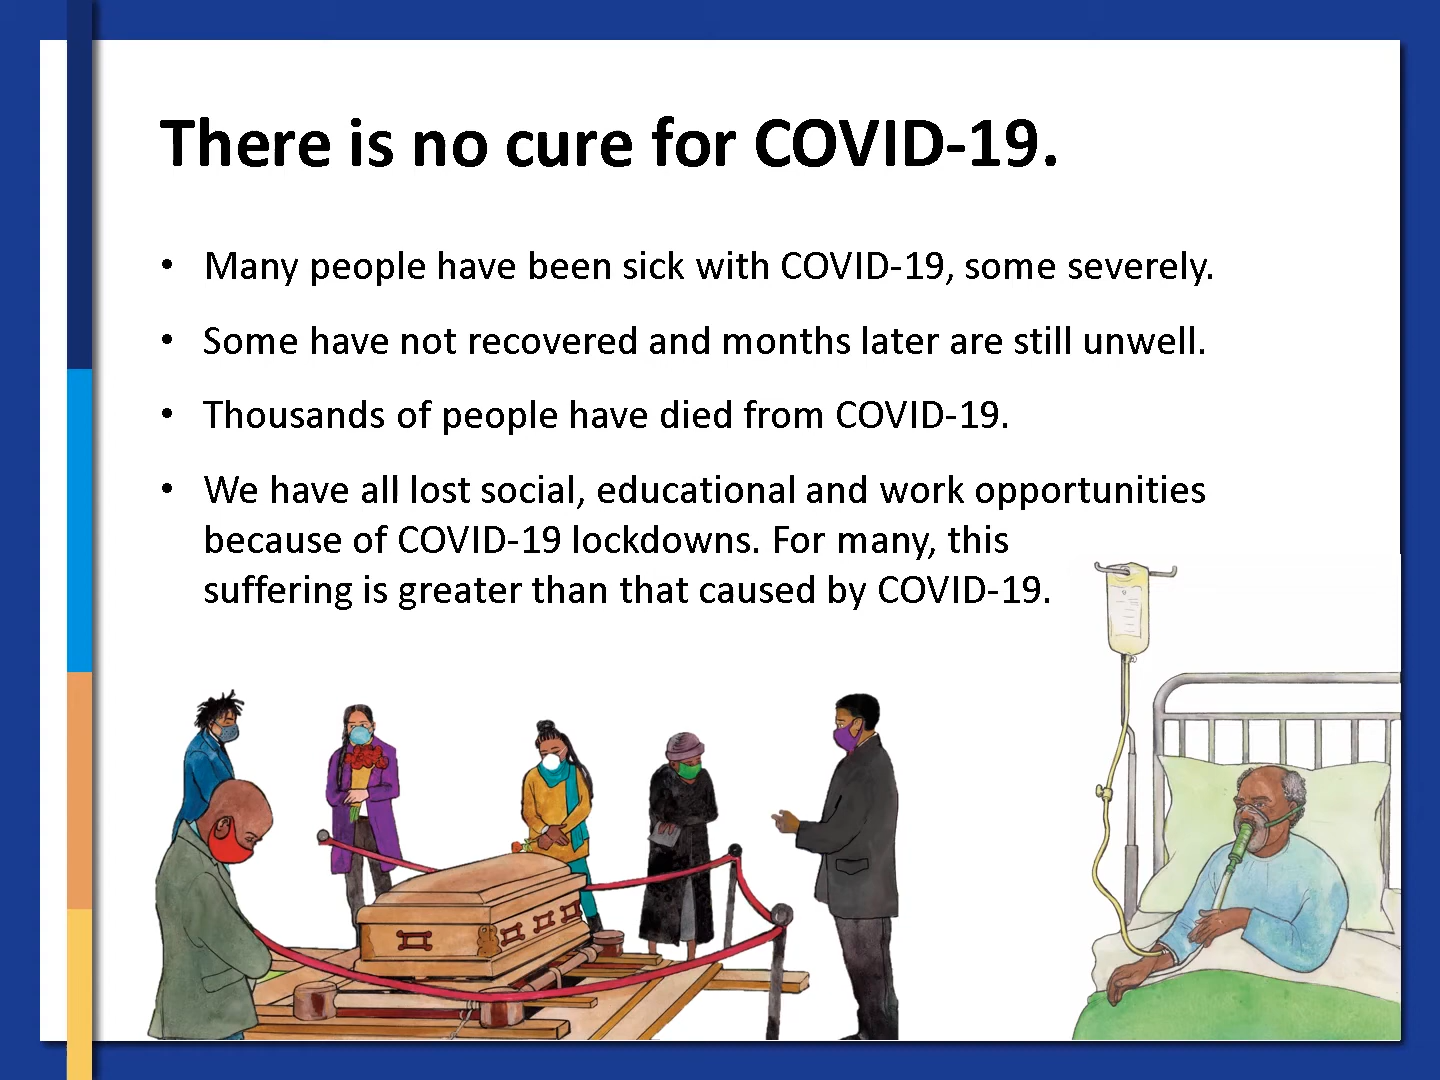 There is no cure for COVID-19.
• Many people have been sick with COVID-19, some severely.
• Some have not recovered and months later are still unwell.
• Thousands of people have died from COVID-19.
• We have all lost social, educational and work opportunities
because of COVID-19 lockdowns. For many, this
suffering is greater than that caused by COVID-19.